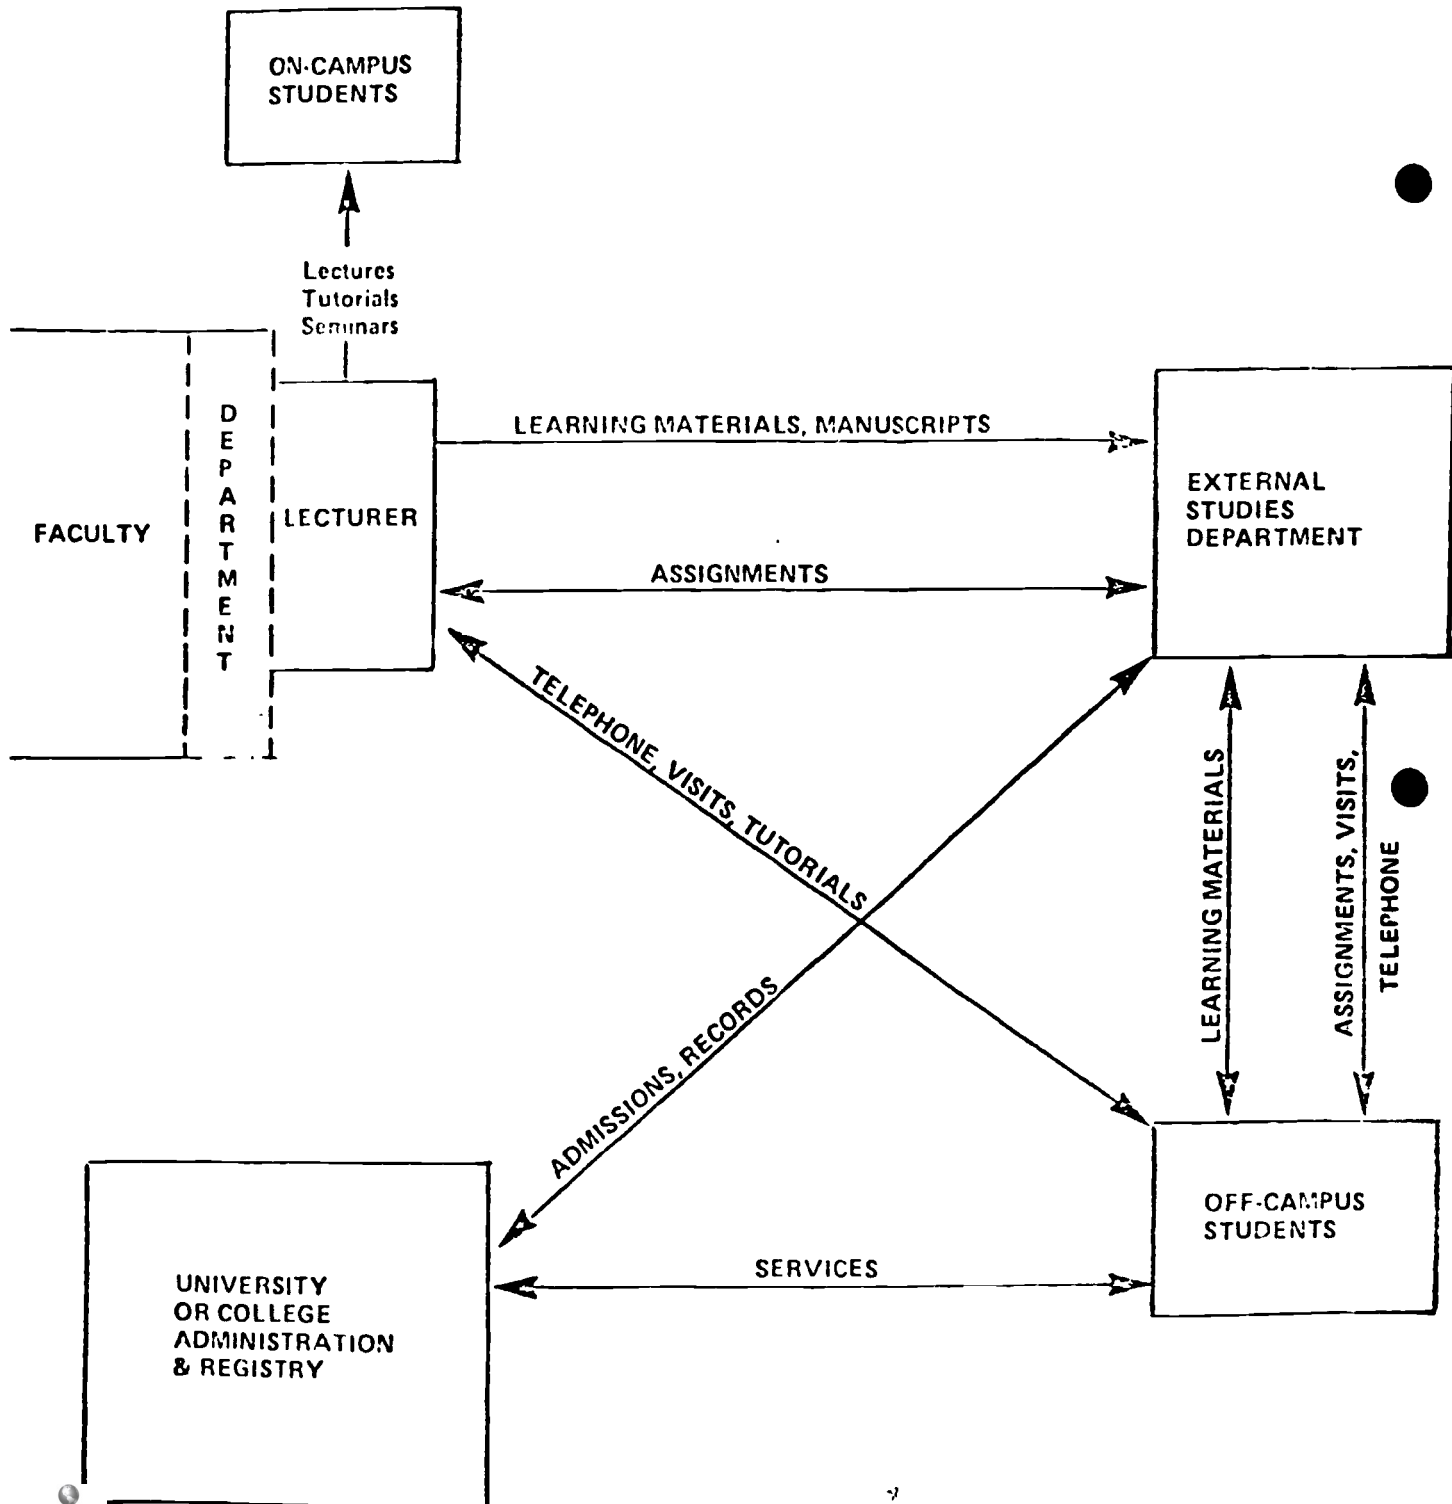 ON-CAMPUS
STUDENTS
Lectures
Tutorials
Seminars
FACULTY
DEPARTMENT
LECTURER
LEARNING MATERIALS, MANUSCRIPTS
ASSIGNMENTS
EXTERNAL
STUDIES
DEPARTMENT
TELEPHONE, VISITS, TUTORIALS
ADMISSIONS, RECORDS
LEARNING MATERIALS
ASSIGNMENTS, VISITS,
TELEPHONE
UNIVERSITY
OR COLLEGE
ADMINISTRATION
& REGISTRY
SERVICES
OFF-CAMPUS
STUDENTS